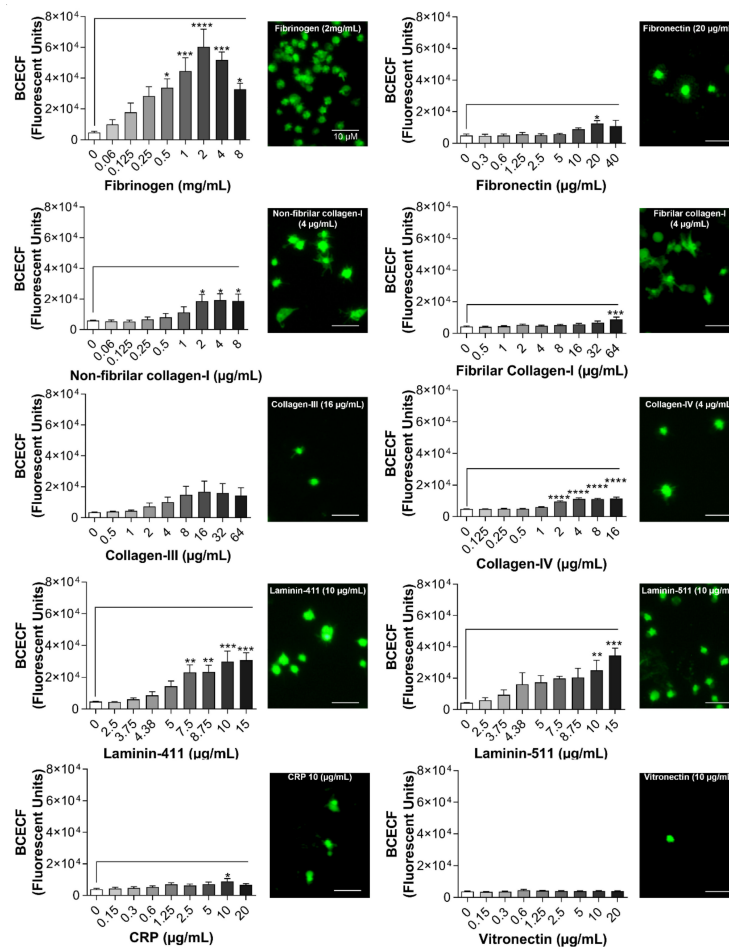 BCECF
(Fluorescent Units)
8×10⁴
6×10⁴
4×10⁴
2×10⁴
0
****
***
***
*
*
0 0.06 0.125 0.25 0.5 1 2 4 8
Fibrinogen (mg/mL)
Fibrinogen (2mg/mL)
10 µM
BCECF
(Fluorescent Units)
8×10⁴
6×10⁴
4×10⁴
2×10⁴
0
*
0 0.3 0.6 1.25 2.5 5 10 20 40
Fibronectin (µg/mL)
Fibronectin (20 µg/mL)
BCECF
(Fluorescent Units)
8×10⁴
6×10⁴
4×10⁴
2×10⁴
0
* * *
0 0.06 0.125 0.25 0.5 1 2 4 8
Non-fibrilar collagen-I (µg/mL)
Non-fibrilar collagen-I
(4 µg/mL)
BCECF
(Fluorescent Units)
8×10⁴
6×10⁴
4×10⁴
2×10⁴
0
***
0 0.5 1 2 4 8 16 32 64
Fibrilar Collagen-I (µg/mL)
Fibrilar collagen-I
(4 µg/mL)
BCECF
(Fluorescent Units)
8×10⁴
6×10⁴
4×10⁴
2×10⁴
0
0 0.5 1 2 4 8 16 32 64
Collagen-III (µg/mL)
Collagen-III (16 µg/mL)
BCECF
(Fluorescent Units)
8×10⁴
6×10⁴
4×10⁴
2×10⁴
0
**** **** **** ****
0 0.125 0.25 0.5 1 2 4 8 16
Collagen-IV (µg/mL)
Collagen-IV (4 µg/mL)
BCECF
(Fluorescent Units)
8×10⁴
6×10⁴
4×10⁴
2×10⁴
0
** ** *** ***
0 2.5 3.75 4.38 5 7.5 8.75 10 15
Laminin-411 (µg/mL)
Laminin-411 (10 µg/mL)
BCECF
(Fluorescent Units)
8×10⁴
6×10⁴
4×10⁴
2×10⁴
0
** ***
0 2.5 3.75 4.38 5 7.5 8.75 10 15
Laminin-511 (µg/mL)
Laminin-511 (10 µg/mL)
BCECF
(Fluorescent Units)
8×10⁴
6×10⁴
4×10⁴
2×10⁴
0
*
0 0.15 0.3 0.6 1.25 2.5 5 10 20
CRP (µg/mL)
CRP 10 (µg/mL)
BCECF
(Fluorescent Units)
8×10⁴
6×10⁴
4×10⁴
2×10⁴
0
0 0.15 0.3 0.6 1.25 2.5 5 10 20
Vitronectin (µg/mL)
Vitronectin (10 µg/mL)